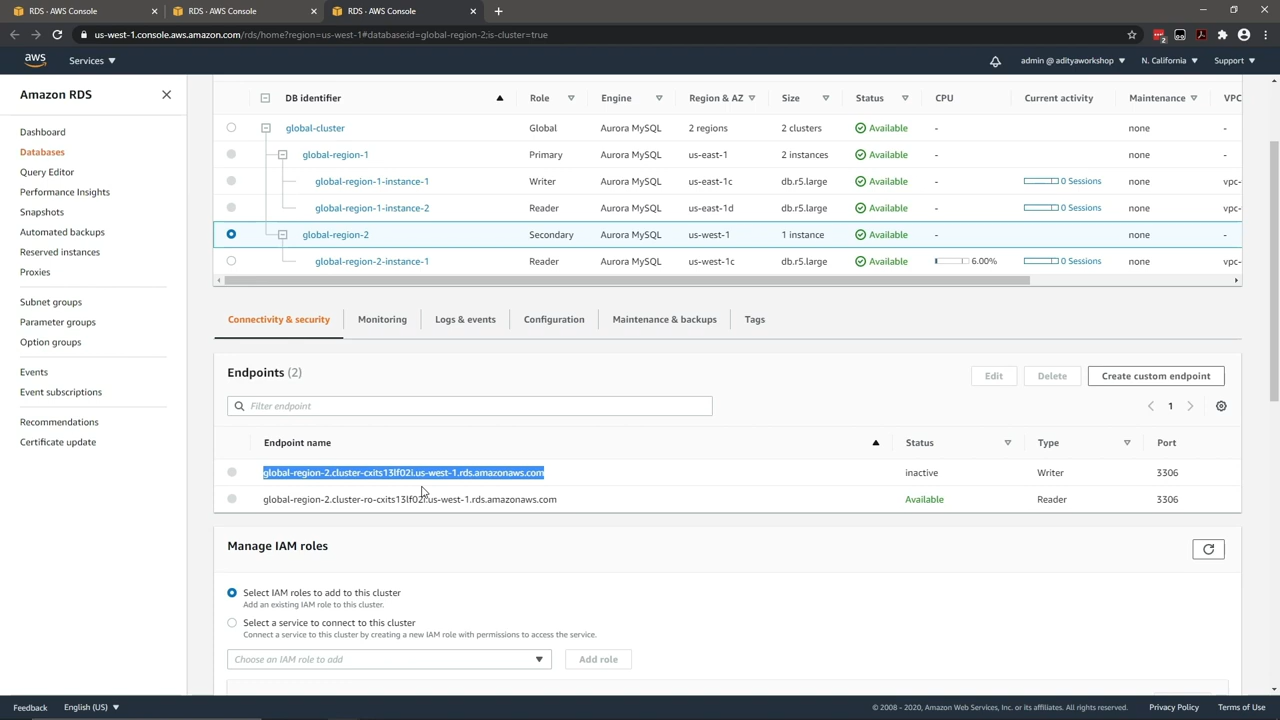 RDS - AWS Console
RDS - AWS Console
RDS - AWS Console
us-west-1.console.aws.amazon.com/rds/home?region=us-west-1#database:id=global-region-2;is-cluster=true
2
aws
Services
admin @ adityaworkshop
N. California
Support
Amazon RDS
Dashboard
Databases
Query Editor
Performance Insights
Snapshots
Automated backups
Reserved instances
Proxies
Subnet groups
Parameter groups
Option groups
Events
Event subscriptions
Recommendations
Certificate update
DB identifier Role Engine Region & AZ Size Status CPU Current activity Maintenance VPC
global-cluster Global Aurora MySQL 2 regions 2 clusters Available - none -
global-region-1 Primary Aurora MySQL us-east-1 2 instances Available - none -
global-region-1-instance-1 Writer Aurora MySQL us-east-1c db.r5.large Available - 0 Sessions none vpc-
global-region-1-instance-2 Reader Aurora MySQL us-east-1d db.r5.large Available - 0 Sessions none vpc-
global-region-2 Secondary Aurora MySQL us-west-1 1 instance Available - none -
global-region-2-instance-1 Reader Aurora MySQL us-west-1c db.r5.large Available 6.00% 0 Sessions none vpc-
Connectivity & security Monitoring Logs & events Configuration Maintenance & backups Tags
Endpoints (2)
Edit Delete Create custom endpoint
Filter endpoint
1
Endpoint name Status Type Port
global-region-2.cluster-cxits13lf02i.us-west-1.rds.amazonaws.com inactive Writer 3306
global-region-2.cluster-ro-cxits13lf02i.us-west-1.rds.amazonaws.com Available Reader 3306
Manage IAM roles
Select IAM roles to add to this cluster
Add an existing IAM role to this cluster.
Select a service to connect to this cluster
Connect a service to this cluster by creating a new IAM role with permissions to access the service.
Choose an IAM role to add Add role
Feedback English (US) © 2008 - 2020, Amazon Web Services, Inc. or its affiliates. All rights reserved. Privacy Policy Terms of Use